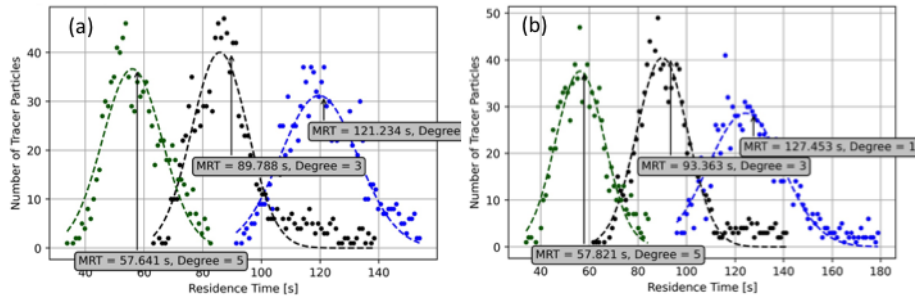 (a)
Number of Tracer Particles
40
30
20
10
0
MRT = 121.234 s, Degree
MRT = 89.788 s, Degree = 3
MRT = 57.641 s, Degree = 5
40 60 80 100 120 140
Residence Time [s]
(b)
Number of Tracer Particles
50
40
30
20
10
0
MRT = 127.453 s, Degree = 1
MRT = 93.363 s, Degree = 3
MRT = 57.821 s, Degree = 5
40 60 80 100 120 140 160 180
Residence Time [s]